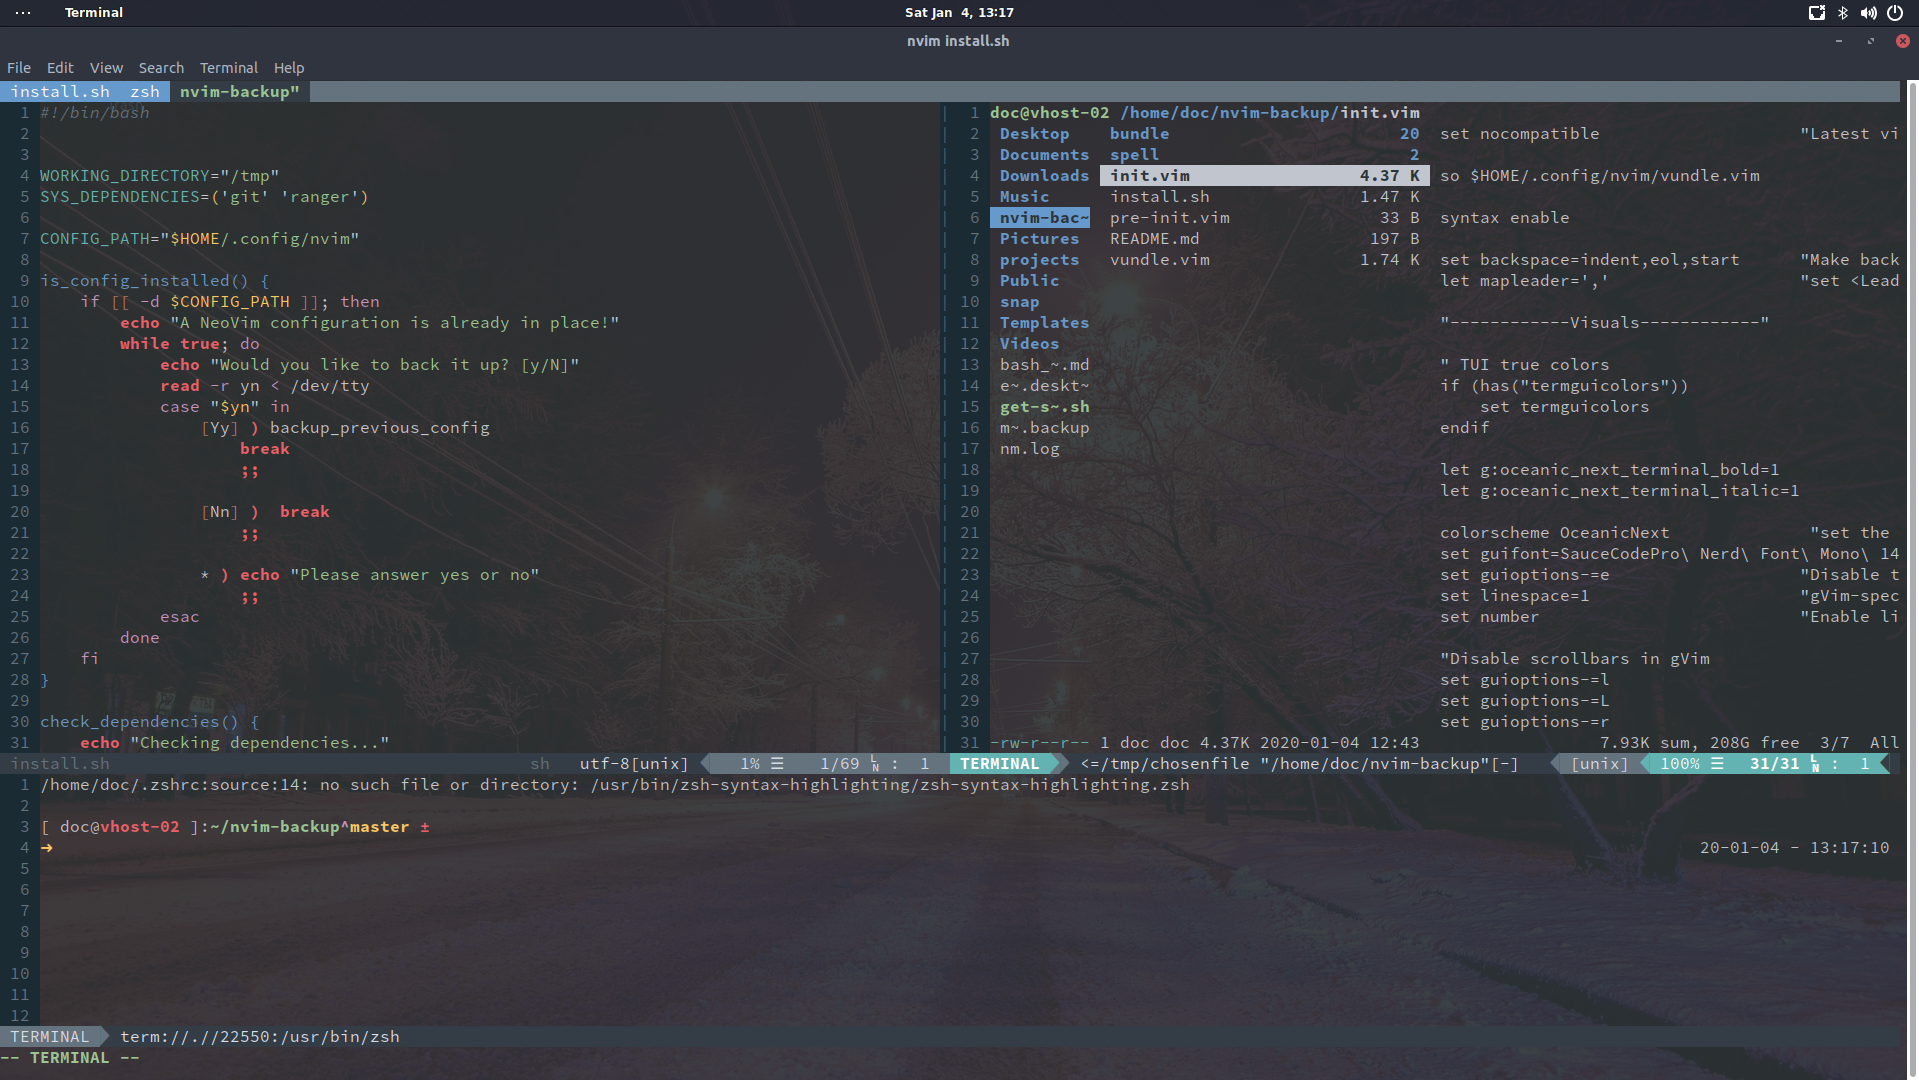 ··· Terminal Sat Jan  4, 13:17
nvim install.sh
File Edit View Search Terminal Help
install.sh  zsh  nvim-backup"
1 #!/bin/bash
2
3
4 WORKING_DIRECTORY="/tmp"
5 SYS_DEPENDENCIES=('git' 'ranger')
6
7 CONFIG_PATH="$HOME/.config/nvim"
8
9 is_config_installed() {
10     if [[ -d $CONFIG_PATH ]]; then
11         echo "A NeoVim configuration is already in place!"
12         while true; do
13             echo "Would you like to back it up? [y/N]"
14             read -r yn < /dev/tty
15             case "$yn" in
16                 [Yy] ) backup_previous_config
17                     break
18                     ;;
19
20                 [Nn] )  break
21                     ;;
22
23                 * ) echo "Please answer yes or no"
24                     ;;
25             esac
26         done
27     fi
28 }
29
30 check_dependencies() {
31     echo "Checking dependencies..."
install.sh sh utf-8[unix] 1% ☰ 1/69 ㏑ : 1
1 doc@vhost-02 /home/doc/nvim-backup/init.vim
2 Desktop bundle 20 set nocompatible "Latest vi
3 Documents spell 2
4 Downloads init.vim 4.37 K so $HOME/.config/nvim/vundle.vim
5 Music install.sh 1.47 K
6 nvim-bac~ pre-init.vim 33 B syntax enable
7 Pictures README.md 197 B
8 projects vundle.vim 1.74 K set backspace=indent,eol,start "Make back
9 Public let mapleader=',' "set <Lead
10 snap
11 Templates "------------Visuals------------"
12 Videos
13 bash_~.md " TUI true colors
14 e~.deskt~ if (has("termguicolors"))
15 get-s~.sh set termguicolors
16 m~.backup endif
17 nm.log
18 let g:oceanic_next_terminal_bold=1
19 let g:oceanic_next_terminal_italic=1
20
21 colorscheme OceanicNext "set the
22 set guifont=SauceCodePro\ Nerd\ Font\ Mono\ 14
23 set guioptions-=e "Disable t
24 set linespace=1 "gVim-spec
25 set number "Enable li
26
27 "Disable scrollbars in gVim
28 set guioptions-=l
29 set guioptions-=L
30 set guioptions-=r
31 -rw-r--r-- 1 doc doc 4.37K 2020-01-04 12:43 7.93K sum, 208G free  3/7  All
TERMINAL <=/tmp/chosenfile "/home/doc/nvim-backup"[-] [unix] 100% ☰ 31/31 ㏑ : 1
1 /home/doc/.zshrc:source:14: no such file or directory: /usr/bin/zsh-syntax-highlighting/zsh-syntax-highlighting.zsh
2
3 [ doc@vhost-02 ]:~/nvim-backup^master ±
4 ➜ 20-01-04 - 13:17:10
5
6
7
8
9
10
11
12
TERMINAL term://.//22550:/usr/bin/zsh
-- TERMINAL --